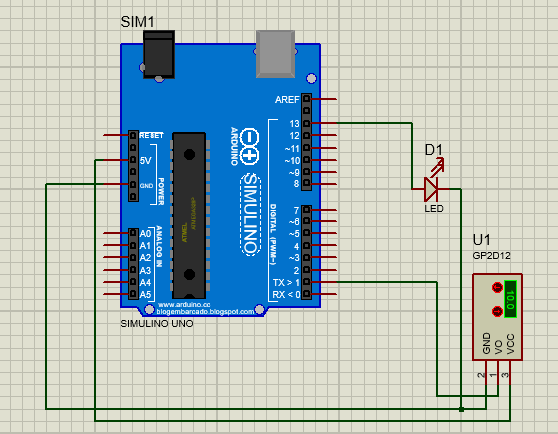 SIM1
AREF
RESET
13
12
5V
~11
~10
~9
GND
8
POWER
ARDUINO
SIMULINO
ATMEL
DIGITAL (PWM~)
ANALOG IN
7
~6
~5
4
~3
2
TX > 1
RX < 0
A0
A1
A2
A3
A4
A5
www.arduino.cc
blogembarcado.blogspot.com
SIMULINO UNO
D1
LED
U1
GP2D12
10.0
GND
VO
VCC
2
1
3